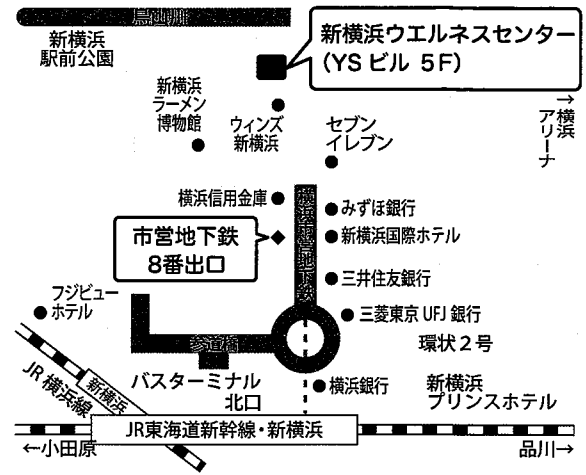 鳥山川
新横浜
駅前公園
新横浜ウエルネスセンター
(YSビル 5F)
新横浜
ラーメン
博物館
ウィンズ
新横浜
セブン
イレブン
→横浜
アリーナ
横浜信用金庫
横浜市営地下鉄
みずほ銀行
市営地下鉄
8番出口
新横浜国際ホテル
三井住友銀行
フジビュー
ホテル
三菱東京UFJ銀行
環状2号
バスターミナル
北口
横浜銀行
新横浜
プリンスホテル
JR横浜線
新横浜
JR東海道新幹線・新横浜
←小田原
品川→